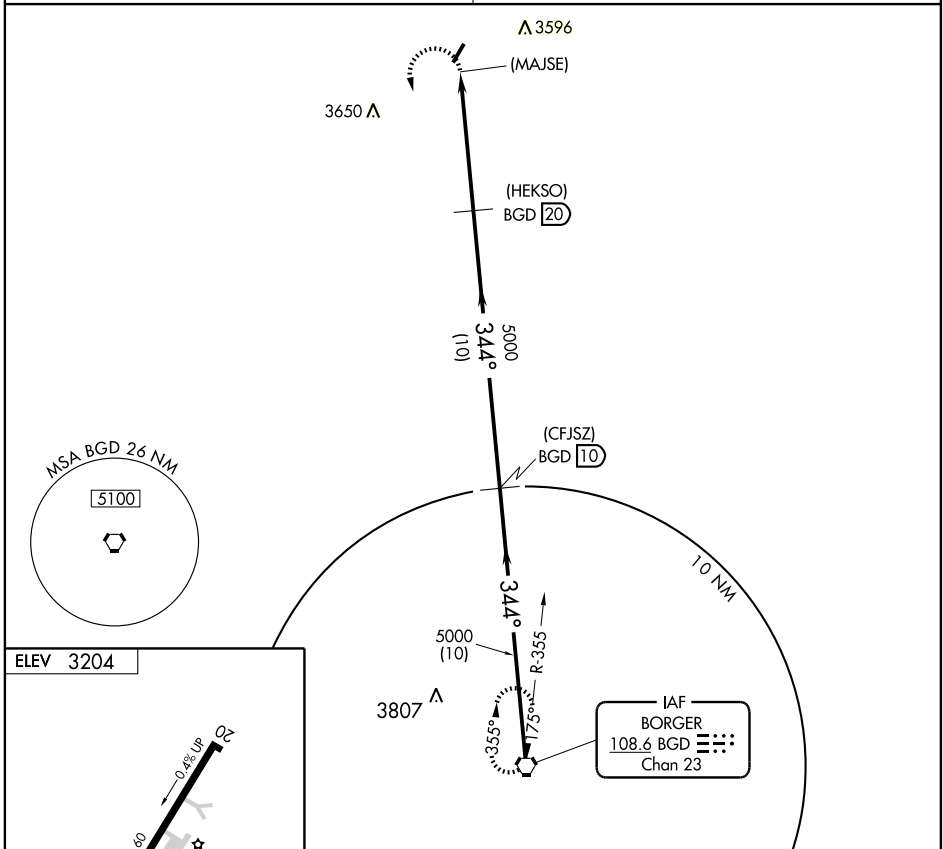 3596
(MAJSE)
3650
(HEKSO)
BGD 20
5000
344°
(10)
(CFJSZ)
BGD 10
MSA BGD 26 NM
5100
10 NM
344°
5000
(10)
R-355
ELEV 3204
3807
355°
175°
IAF
BORGER
108.6 BGD
Chan 23
20
0.4% UP
60